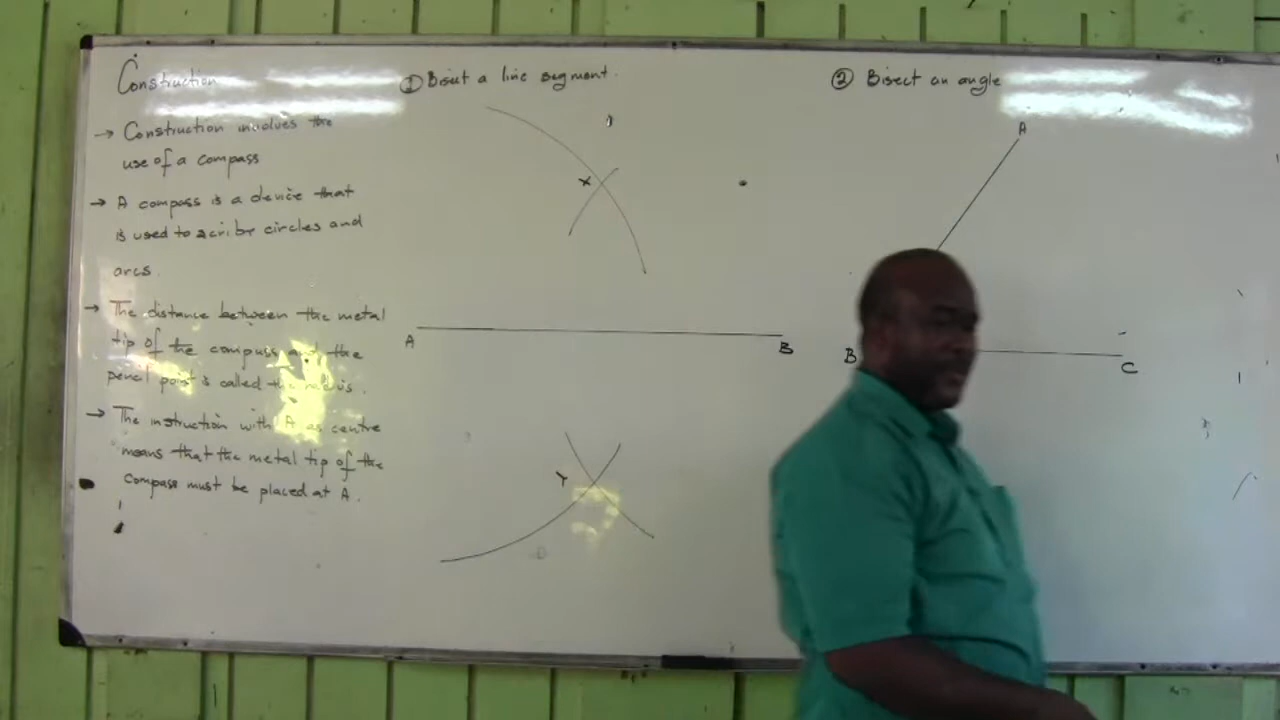 Construction
→ Construction involves the
use of a compass
→ A compass is a device that
is used to scribe circles and
arcs.
→ The distance between the metal
tip of the compass and the
pencil point is called the radius.
→ The instruction with A as centre
means that the metal tip of the
Compass must be placed at A.
① Bisect a line segment.
X
A
B
Y
② Bisect an angle
A
B
C